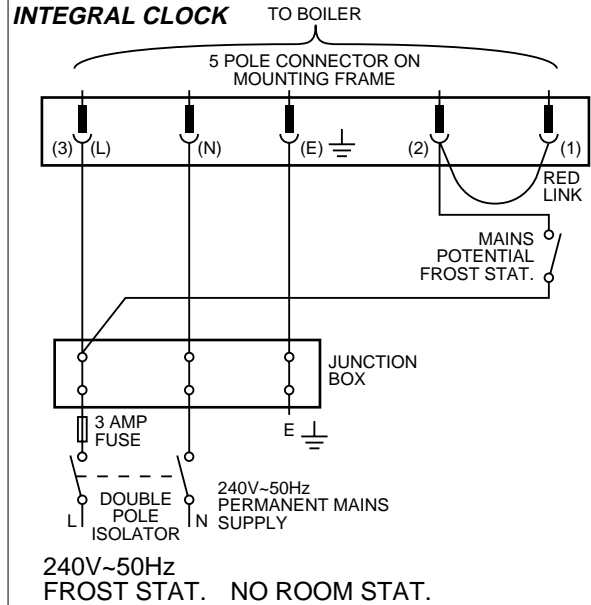 INTEGRAL CLOCK
TO BOILER
5 POLE CONNECTOR ON
MOUNTING FRAME
(3) (L) (N) (E) (2) (1)
RED
LINK
MAINS
POTENTIAL
FROST STAT.
JUNCTION
BOX
3 AMP
FUSE
E
DOUBLE
POLE
ISOLATOR
L
N
240V~50Hz
PERMANENT MAINS
SUPPLY
240V~50Hz
FROST STAT. NO ROOM STAT.